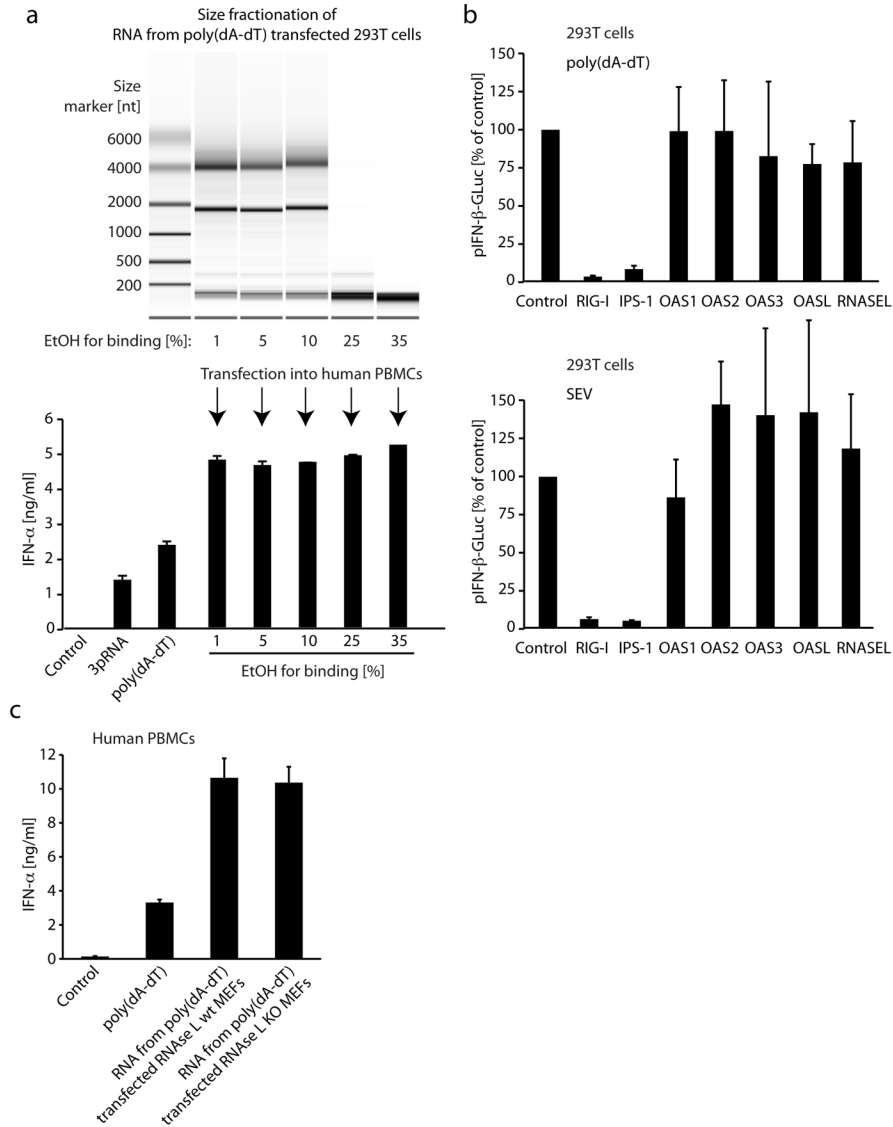 a
Size fractionation of
RNA from poly(dA-dT) transfected 293T cells
Size
marker [nt]
6000
4000
2000
1000
500
200
EtOH for binding [%]: 1 5 10 25 35
Transfection into human PBMCs
IFN-α [ng/ml]
6
5
4
3
2
1
0
Control
3pRNA
poly(dA-dT)
1 5 10 25 35
EtOH for binding [%]
b
293T cells
poly(dA-dT)
pIFN-β-GLuc [% of control]
150
125
100
75
50
25
0
Control RIG-I IPS-1 OAS1 OAS2 OAS3 OASL RNASEL
293T cells
SEV
pIFN-β-GLuc [% of control]
150
125
100
75
50
25
0
Control RIG-I IPS-1 OAS1 OAS2 OAS3 OASL RNASEL
c
Human PBMCs
IFN-α [ng/ml]
12
10
8
6
4
2
0
Control
poly(dA-dT)
RNA from poly(dA-dT)
transfected RNAse L wt MEFs
RNA from poly(dA-dT)
transfected RNAse L KO MEFs